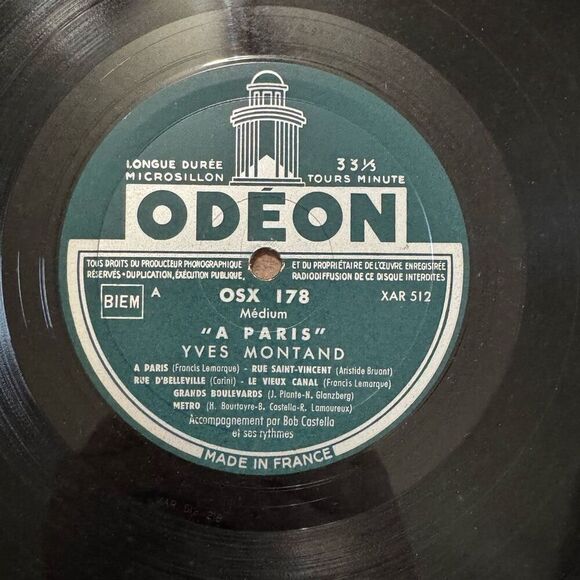 LONGUE DURÉE 33⅓
MICROSILLON TOURS MINUTE
ODÉON
TOUS DROITS DU PRODUCTEUR PHONOGRAPHIQUE ET DU PROPRIÉTAIRE DE L'ŒUVRE ENREGISTRÉE
RÉSERVÉS • DUPLICATION, EXÉCUTION PUBLIQUE, RADIODIFFUSION DE CE DISQUE INTERDITES
BIEM A OSX 178 XAR 512
Médium
"A PARIS"
YVES MONTAND
A PARIS (Francis Lemarque) - RUE SAINT-VINCENT (Aristide Bruant)
RUE D'BELLEVILLE (Carini) - LE VIEUX CANAL (Francis Lemarque)
GRANDS BOULEVARDS (J. Plante-N. Glanzberg)
METRO (H. Bourtayre-B. Castella-R. Lamoureux)
Accompagnement par Bob Castella
et ses rythmes
MADE IN FRANCE